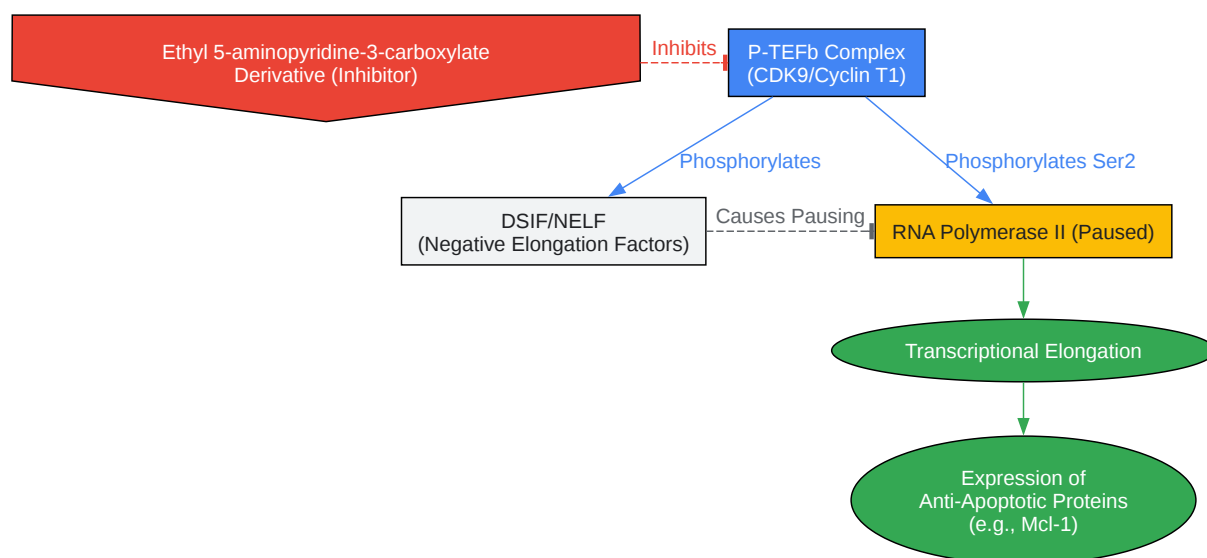 Ethyl 5-aminopyridine-3-carboxylate
Derivative (Inhibitor)
Inhibits
P-TEFb Complex
(CDK9/Cyclin T1)
Phosphorylates
Phosphorylates Ser2
DSIF/NELF
(Negative Elongation Factors)
Causes Pausing
RNA Polymerase II (Paused)
Transcriptional Elongation
Expression of
Anti-Apoptotic Proteins
(e.g., Mcl-1)